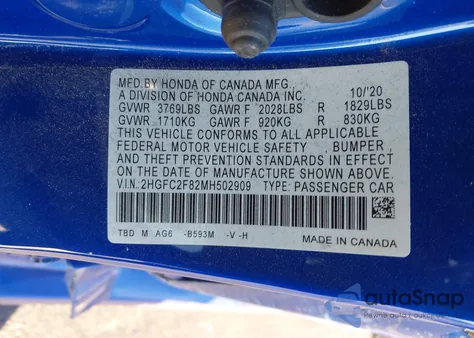 MFD.BY HONDA OF CANADA MFG.,
A DIVISION OF HONDA CANADA INC. 10/'20
GVWR 3769LBS GAWR F 2028LBS R 1829LBS
GVWR 1710KG GAWR F 920KG R 830KG
THIS VEHICLE CONFORMS TO ALL APPLICABLE
FEDERAL MOTOR VEHICLE SAFETY , BUMPER ,
AND THEFT PREVENTION STANDARDS IN EFFECT
ON THE DATE OF MANUFACTURE SHOWN ABOVE.
V.I.N.:2HGFC2F82MH502909 TYPE: PASSENGER CAR
TBD M AG6 -B593M -V -H
MADE IN CANADA
autoSnap
Pewne auto z